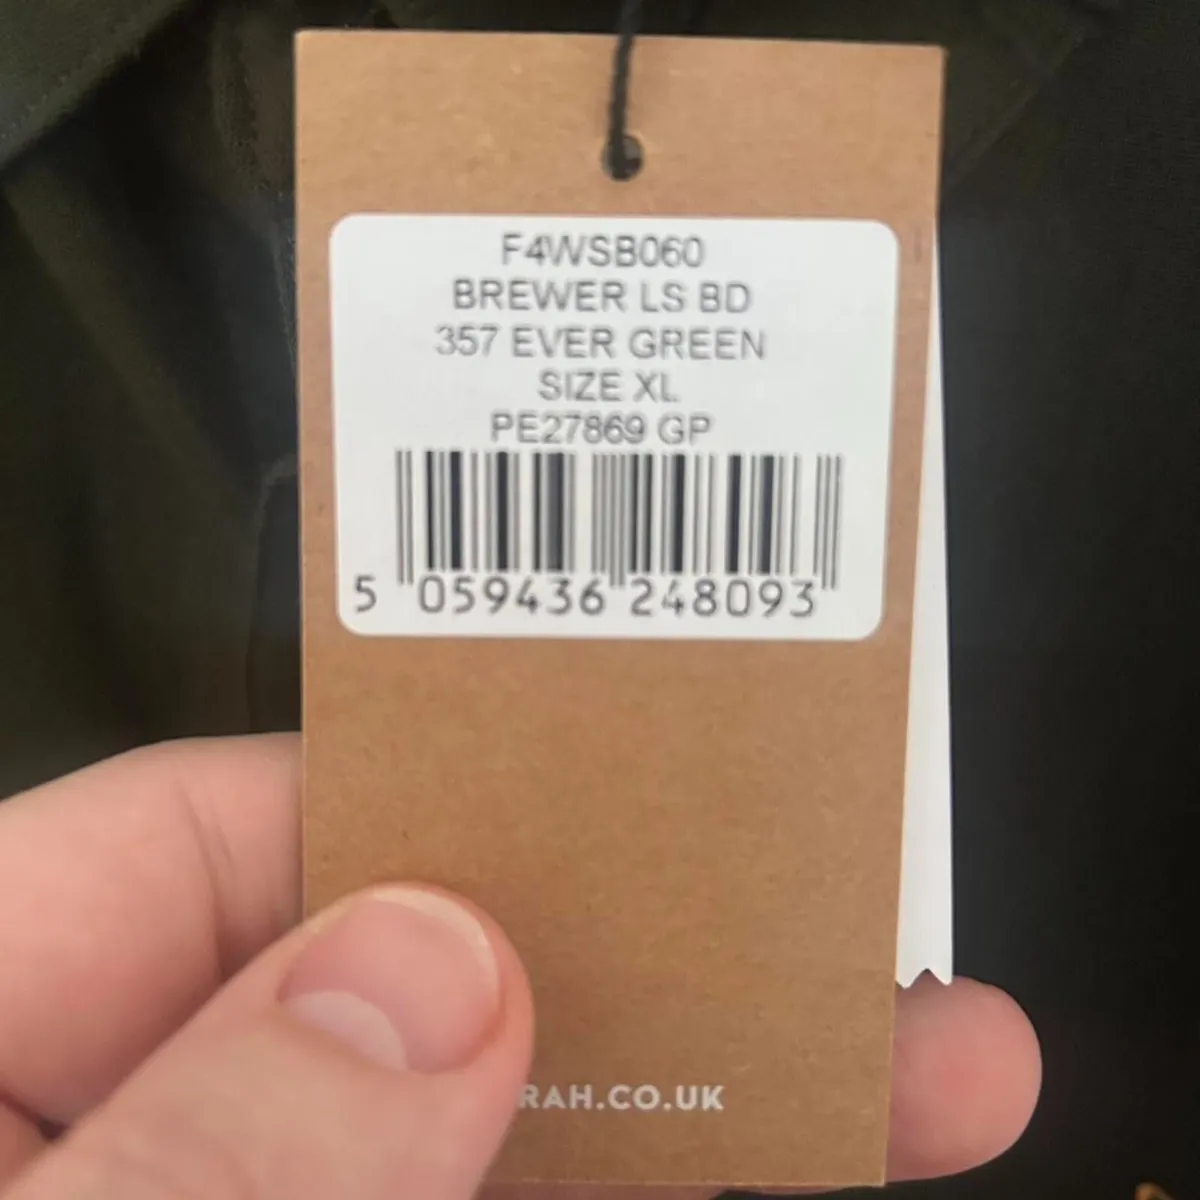 F4WSB060
BREWER LS BD
357 EVER GREEN
SIZE XL
PE27869 GP
5 059436 248093
RAH.CO.UK